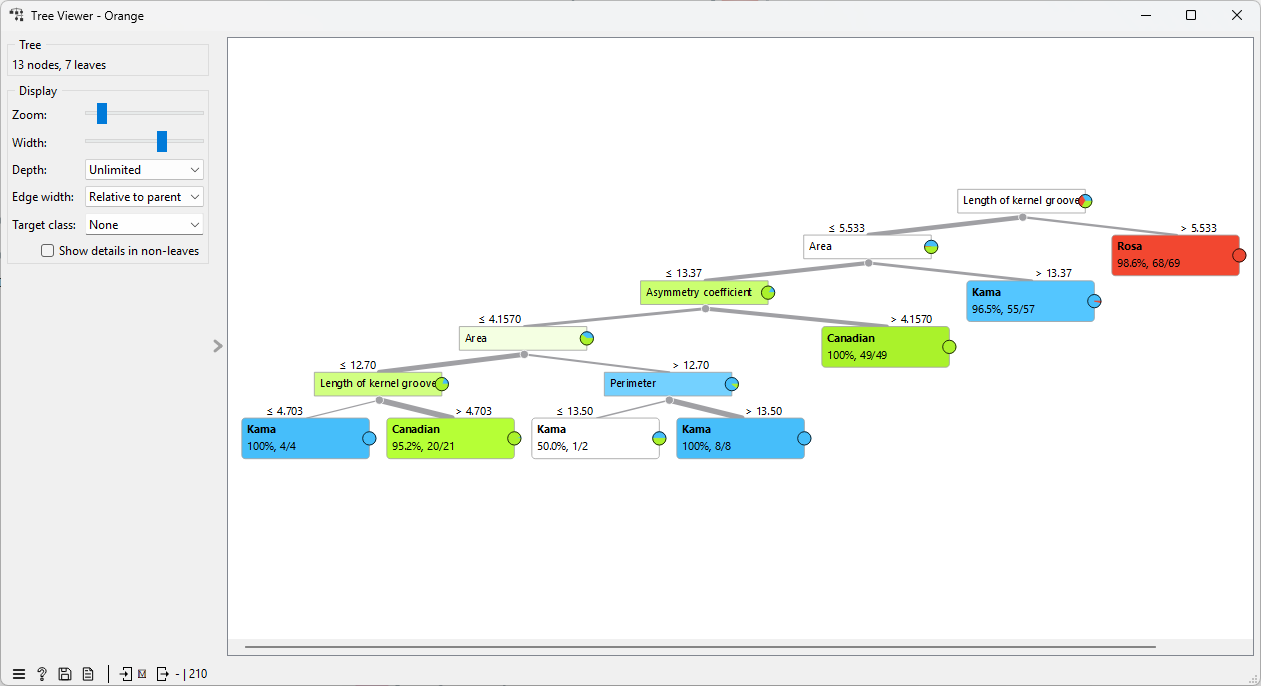 Tree Viewer - Orange
Tree
13 nodes, 7 leaves
Display
Zoom:
Width:
Depth: Unlimited
Edge width: Relative to parent
Target class: None
Show details in non-leaves
Length of kernel groove
≤ 5.533
> 5.533
Area
Rosa
98.6%, 68/69
≤ 13.37
> 13.37
Asymmetry coefficient
Kama
96.5%, 55/57
≤ 4.1570
> 4.1570
Area
Canadian
100%, 49/49
≤ 12.70
> 12.70
Length of kernel groove
Perimeter
≤ 4.703
> 4.703
≤ 13.50
> 13.50
Kama
100%, 4/4
Canadian
95.2%, 20/21
Kama
50.0%, 1/2
Kama
100%, 8/8
? M - | 210